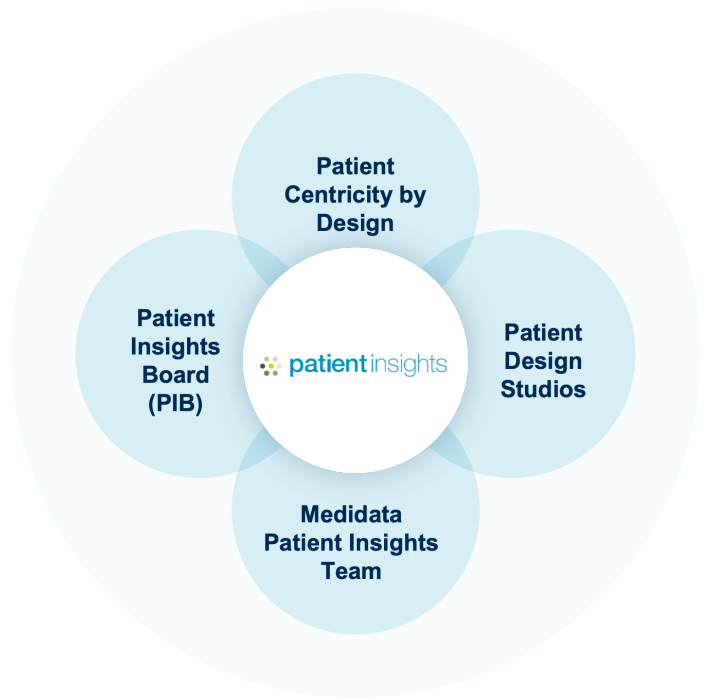 Patient
Centricity by
Design
Patient
Insights
Board
(PIB)
patientinsights
Patient
Design
Studios
Medidata
Patient Insights
Team